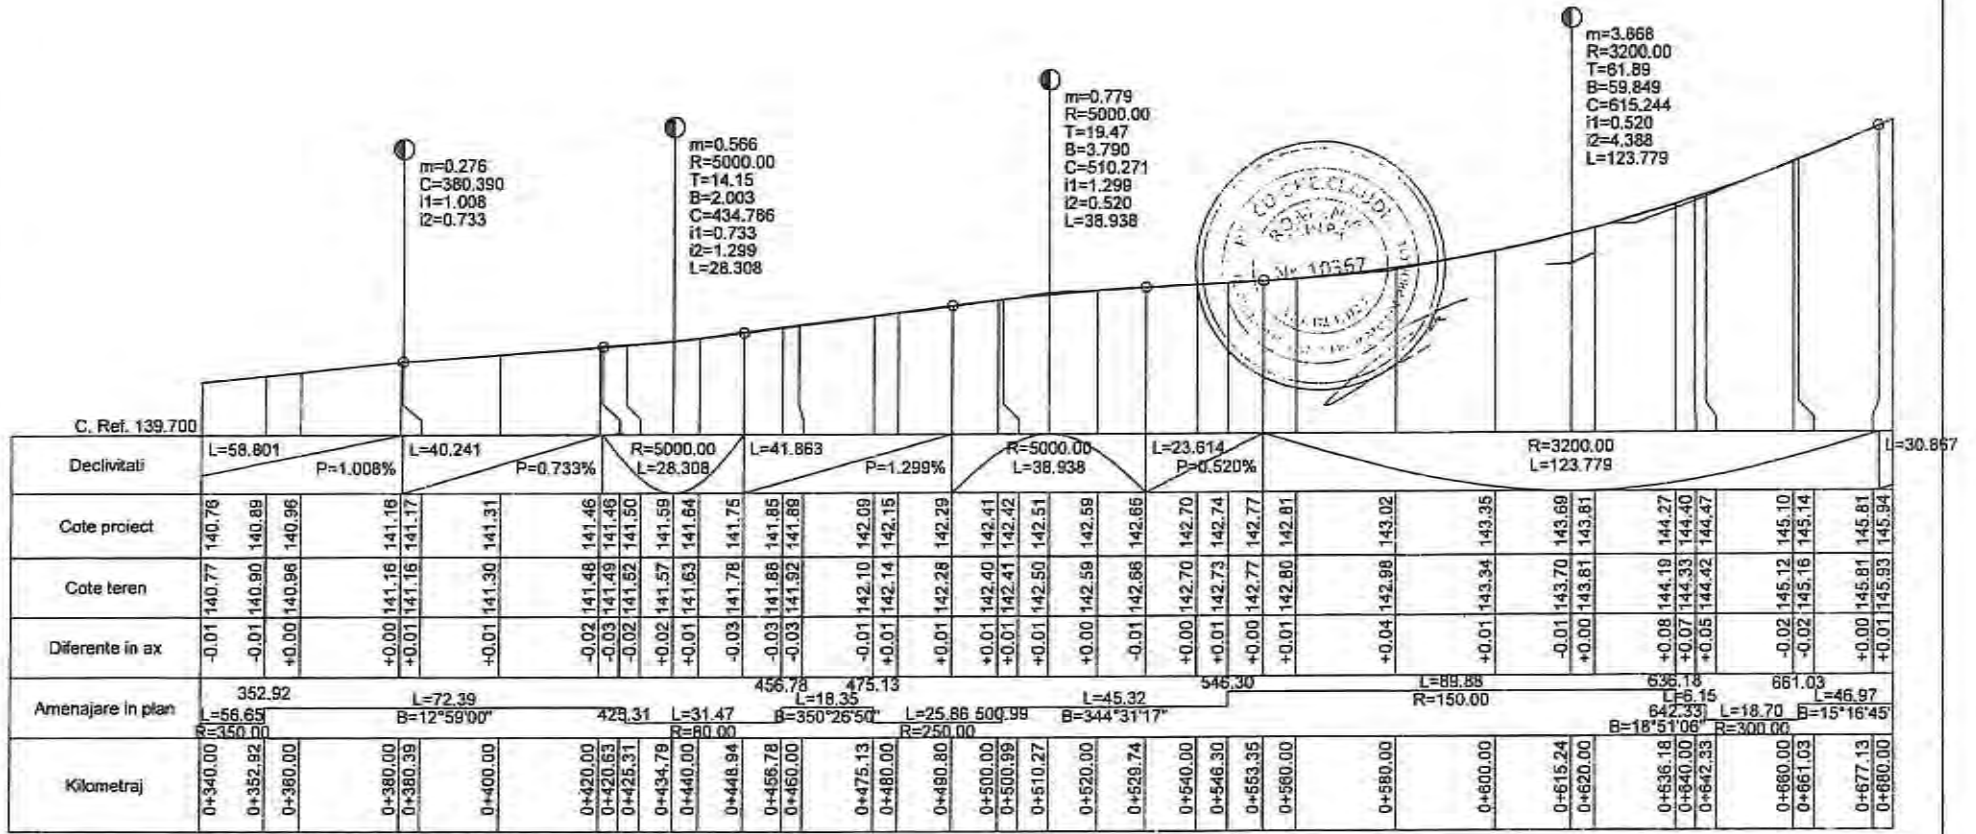 m=0.276
C=380.390
i1=1.008
i2=0.733
m=0.566
R=5000.00
T=14.15
B=2.003
C=434.786
i1=0.733
i2=1.299
L=28.308
m=0.779
R=5000.00
T=19.47
B=3.790
C=510.271
i1=1.299
i2=0.520
L=38.938
m=3.868
R=3200.00
T=61.89
B=59.849
C=615.244
i1=0.520
i2=4.388
L=123.779
C. Ref. 139.700
Declivitati
L=58.801 P=1.008% L=40.241 P=0.733% R=5000.00 L=28.308 L=41.863 P=1.299% R=5000.00 L=38.938 L=23.614 P=0.520% R=3200.00 L=123.779 L=30.867
Cote proiect 140.76 140.89 140.96 141.16 141.17 141.31 141.46 141.46 141.50 141.59 141.64 141.75 141.85 141.89 142.09 142.15 142.29 142.41 142.42 142.51 142.59 142.66 142.70 142.74 142.77 142.81 143.02 143.35 143.69 143.81 144.27 144.40 144.47 145.10 145.14 145.81 145.94
Cote teren 140.77 140.90 140.96 141.16 141.16 141.30 141.48 141.49 141.52 141.57 141.63 141.78 141.88 141.92 142.10 142.14 142.28 142.40 142.41 142.50 142.59 142.66 142.70 142.73 142.77 142.80 142.98 143.34 143.70 143.81 144.19 144.33 144.42 145.12 145.16 145.81 145.93
Diferente in ax -0.01 -0.01 +0.00 +0.00 +0.01 +0.01 -0.02 -0.03 -0.02 +0.02 +0.01 -0.03 -0.03 -0.03 -0.01 +0.01 +0.01 +0.01 +0.01 +0.01 +0.00 -0.01 +0.00 +0.01 +0.00 +0.01 +0.04 +0.01 -0.01 +0.00 +0.08 +0.07 +0.05 -0.02 -0.02 +0.00 +0.01
Amenajare in plan
352.92 456.78 475.13 546.30 L=89.88 636.18 661.03
L=72.39 L=18.35 L=45.32 R=150.00 L=6.15 L=46.97
L=56.65 B=12°59'00" 425.31 L=31.47 B=350°26'50" L=25.86 500.99 B=344°31'17" 642.33 L=18.70 B=15°16'45"
R=350.00 R=80.00 R=250.00 B=18°51'06" R=300.00
Kilometraj 0+340.00 0+352.92 0+380.00 0+380.00 0+380.39 0+400.00 0+420.00 0+420.63 0+425.31 0+434.79 0+440.00 0+448.94 0+456.78 0+460.00 0+475.13 0+480.00 0+490.80 0+500.00 0+500.99 0+510.27 0+520.00 0+529.74 0+540.00 0+546.30 0+553.35 0+560.00 0+580.00 0+600.00 0+615.24 0+620.00 0+636.18 0+640.00 0+642.33 0+660.00 0+661.03 0+677.13 0+680.00